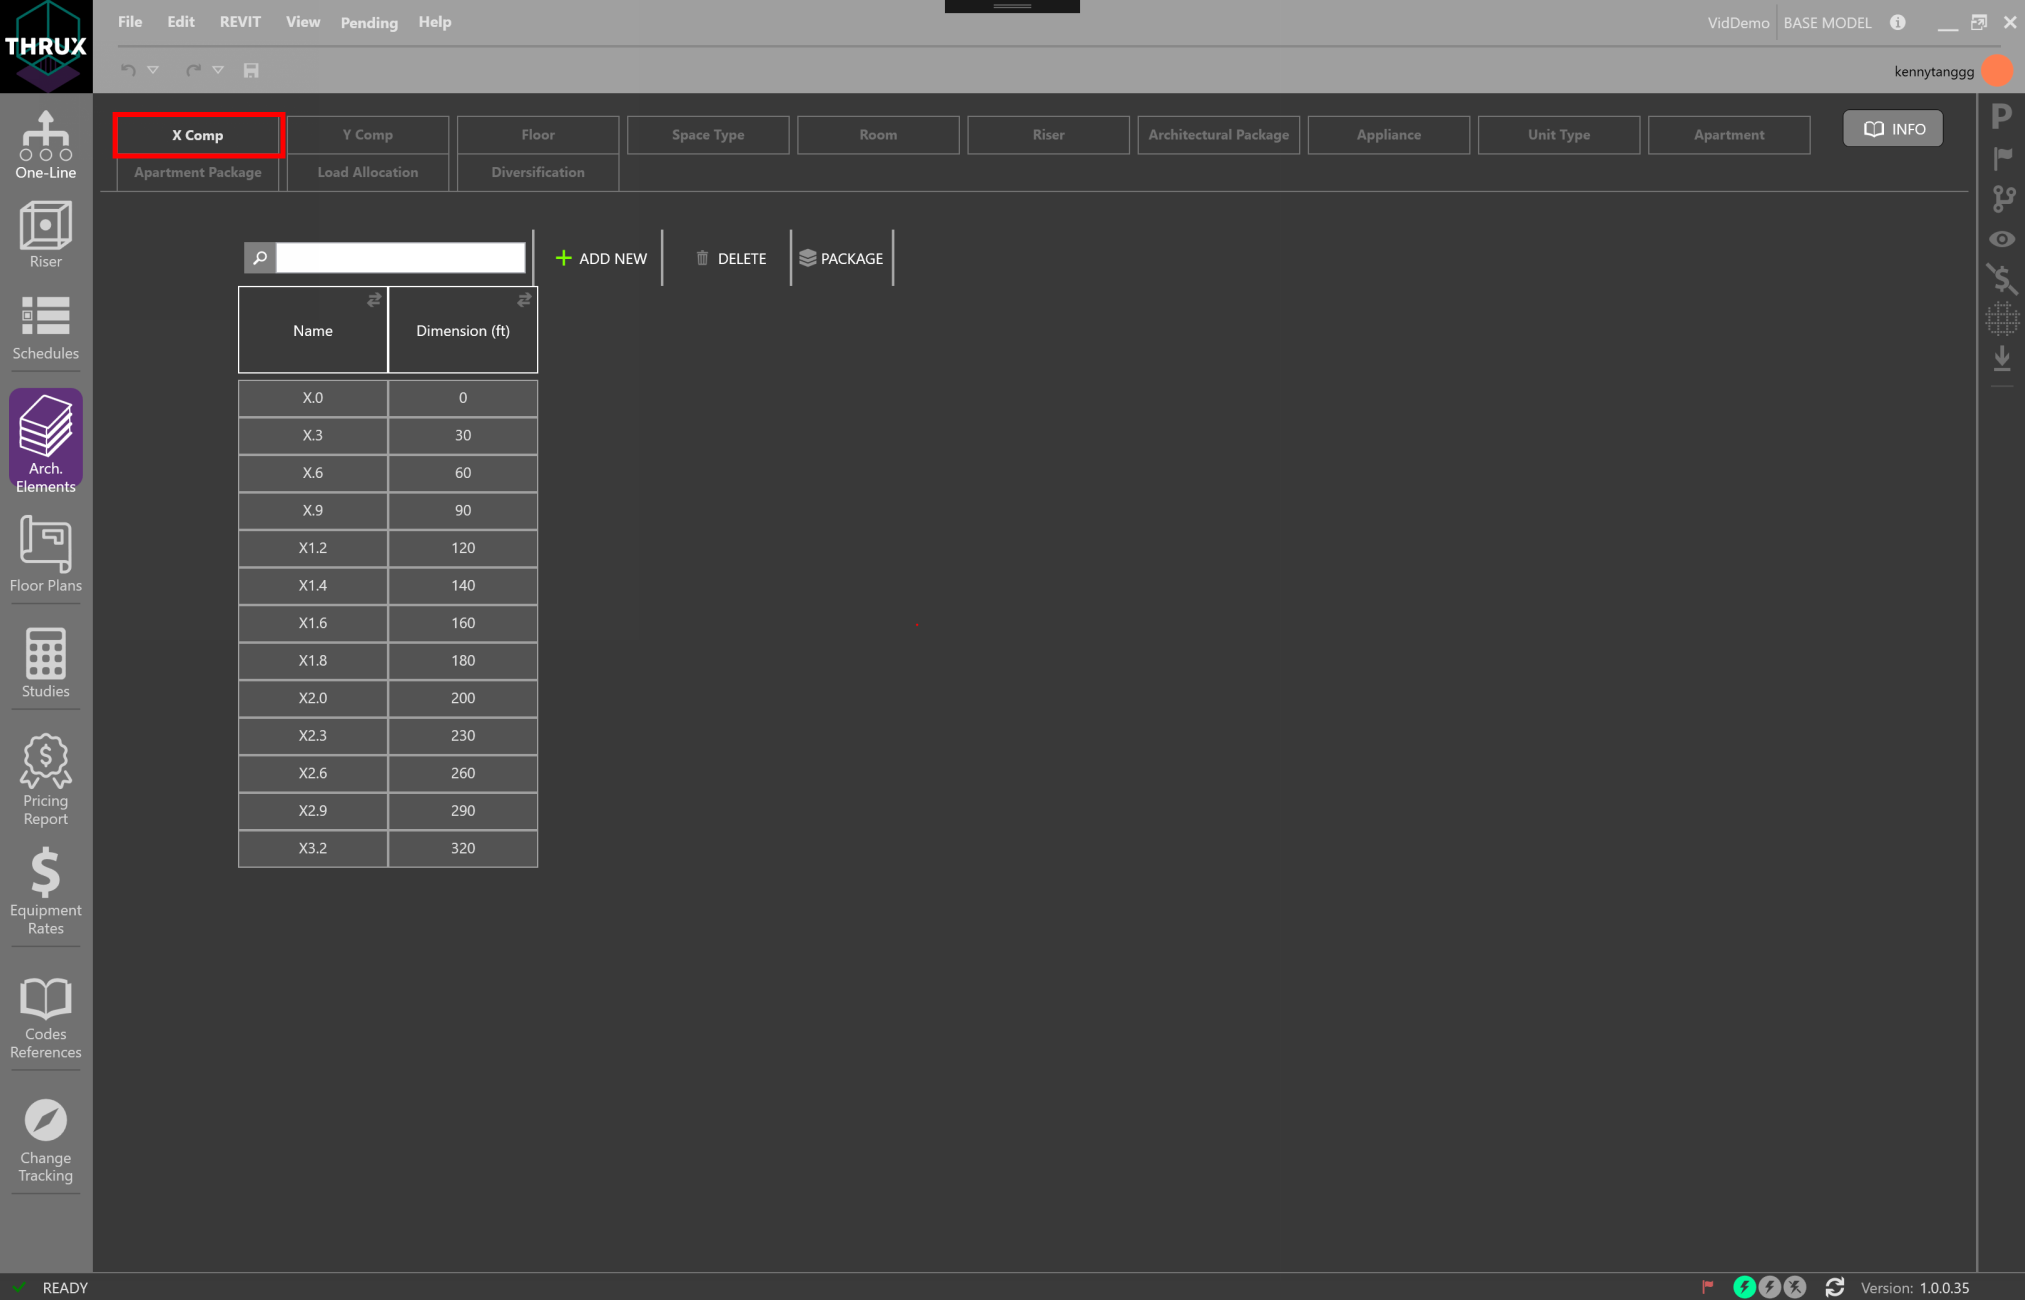 THRUX
File Edit REVIT View Pending Help
VidDemo BASE MODEL
kennytanggg
X Comp Y Comp Floor Space Type Room Riser Architectural Package Appliance Unit Type Apartment
INFO
Apartment Package Load Allocation Diversification
One-Line
Riser
Schedules
Arch.
Elements
Floor Plans
Studies
Pricing
Report
Equipment
Rates
Codes
References
Change
Tracking
ADD NEW DELETE PACKAGE
Name Dimension (ft)
X.0 0
X.3 30
X.6 60
X.9 90
X1.2 120
X1.4 140
X1.6 160
X1.8 180
X2.0 200
X2.3 230
X2.6 260
X2.9 290
X3.2 320
P
READY
Version: 1.0.0.35